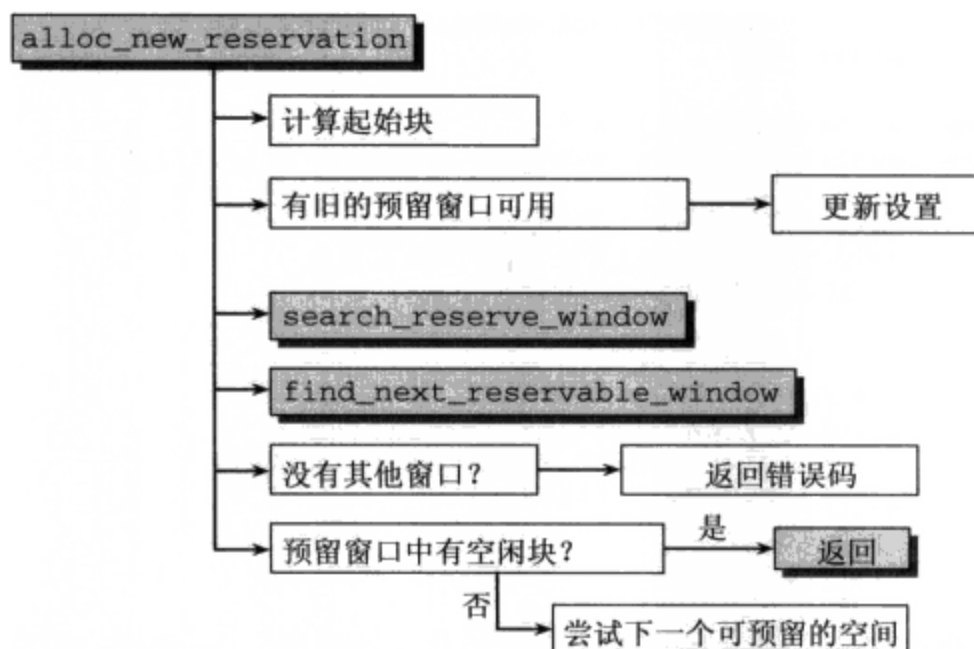 alloc_new_reservation
计算起始块
有旧的预留窗口可用
更新设置
search_reserve_window
find_next_reservable_window
没有其他窗口?
返回错误码
预留窗口中有空闲块?
是
返回
否
尝试下一个可预留的空间